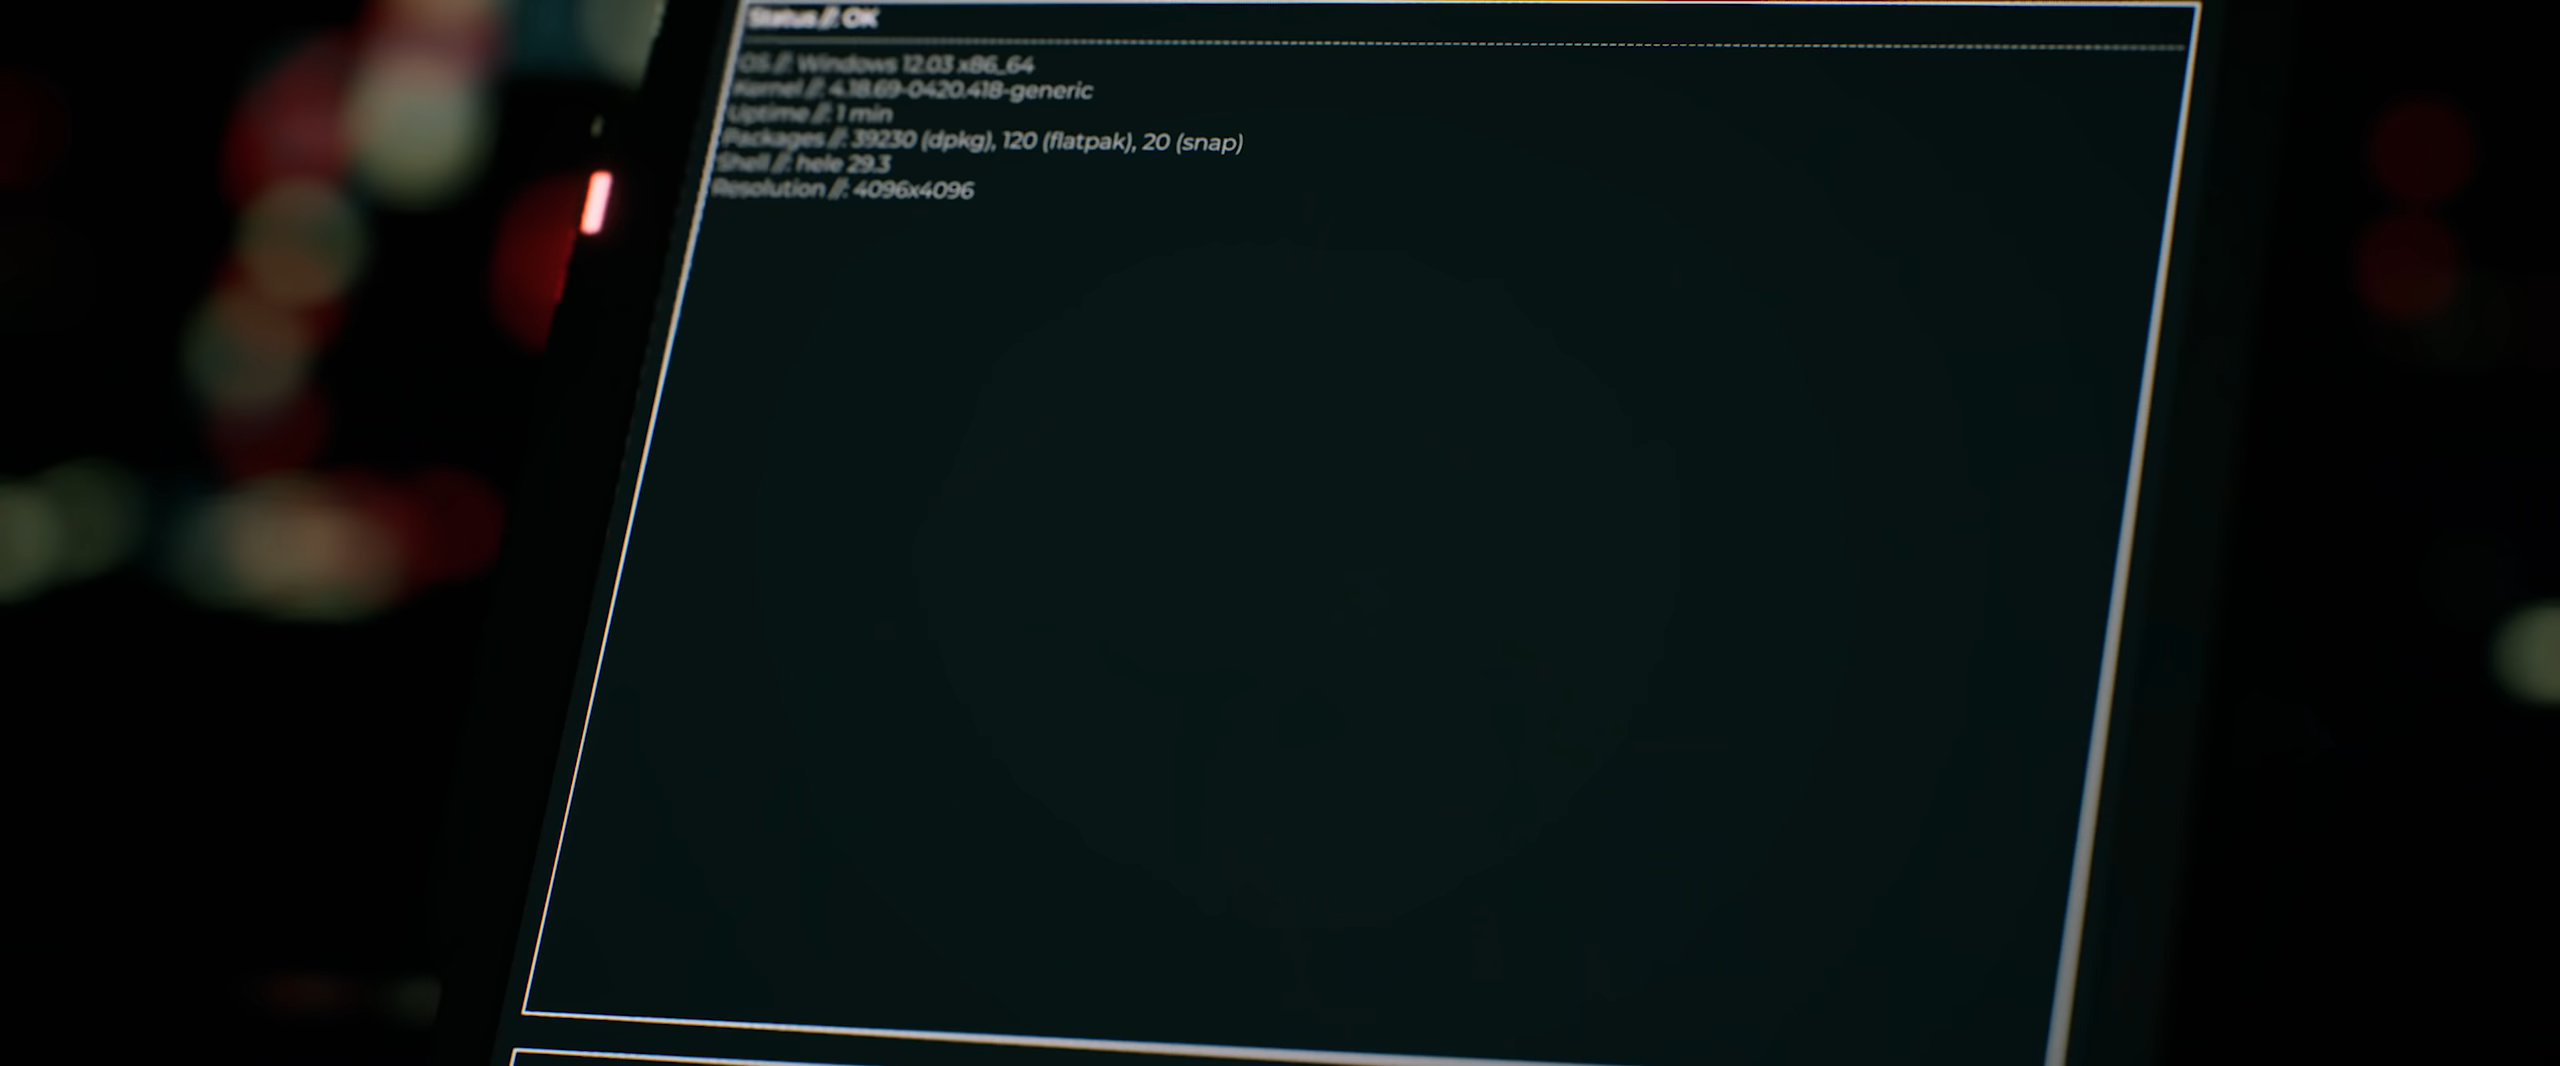 Status //: OK
OS //: Windows 12.03 x86_64
Kernel //: 4.18.69-0420.418-generic
Uptime //: 1 min
Packages //: 39230 (dpkg), 120 (flatpak), 20 (snap)
Shell //: hele 29.3
Resolution //: 4096x4096